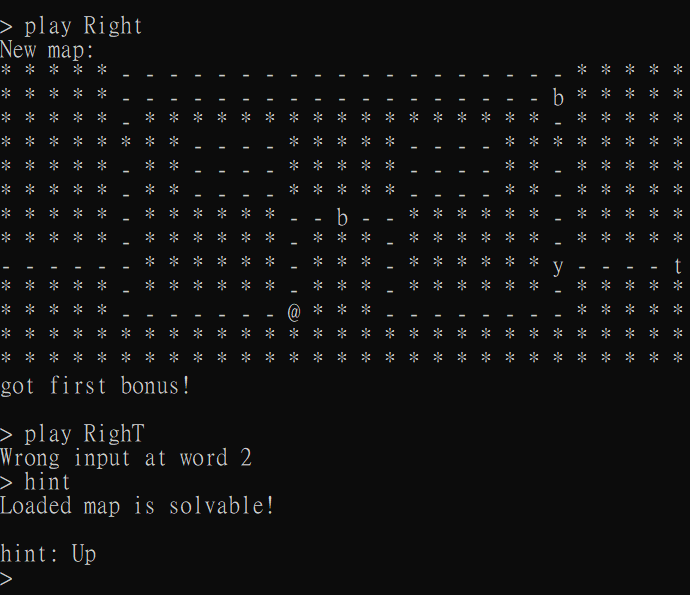 > play Right
New map:
* * * * * - - - - - - - - - - - - - - - - - - - * * * * *
* * * * * - - - - - - - - - - - - - - - - - - b * * * * *
* * * * * - * * * * * * * * * * * * * * * * * - * * * * *
* * * * * * * * - - - - * * * * * - - - - * * * * * * * *
* * * * * - * * - - - - * * * * * - - - - * * - * * * * *
* * * * * - * * - - - - * * * * * - - - - * * - * * * * *
* * * * * - * * * * * * - - b - - * * * * * * - * * * * *
* * * * * - * * * * * * - * * * - * * * * * * - * * * * *
- - - - - - * * * * * * - * * * - * * * * * * y - - - - t
* * * * * - * * * * * * - * * * - * * * * * * - * * * * *
* * * * * - - - - - - - @ * * * - - - - - - - - * * * * *
* * * * * * * * * * * * * * * * * * * * * * * * * * * * *
* * * * * * * * * * * * * * * * * * * * * * * * * * * * *
got first bonus!
> play RighT
Wrong input at word 2
> hint
Loaded map is solvable!
hint: Up
>